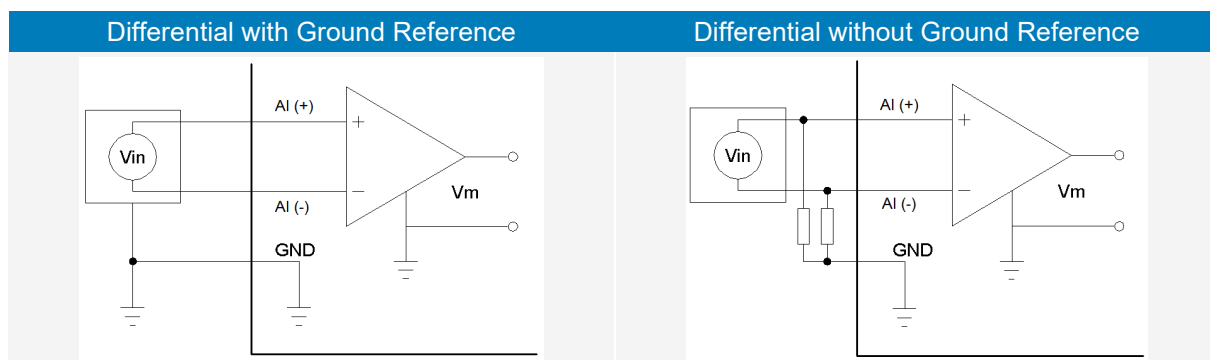 Differential with Ground Reference
Differential without Ground Reference
AI (+)
+
Vin
−
Vm
AI (-)
GND
AI (+)
+
Vin
−
Vm
AI (-)
GND